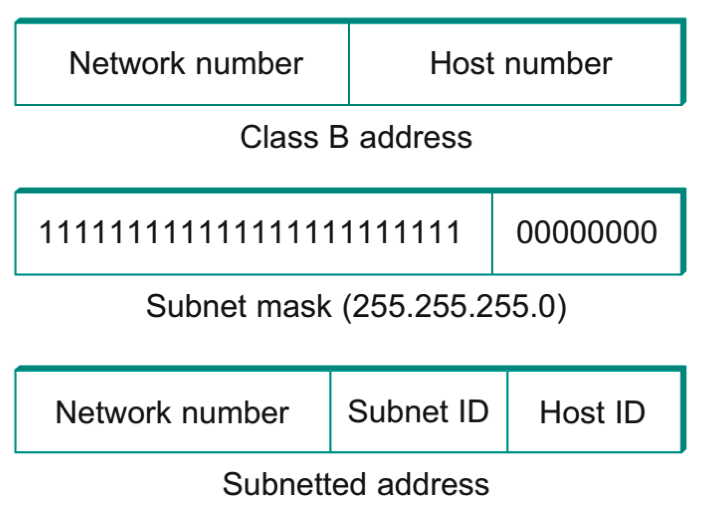 Network number Host number
Class B address
111111111111111111111111 00000000
Subnet mask (255.255.255.0)
Network number Subnet ID Host ID
Subnetted address